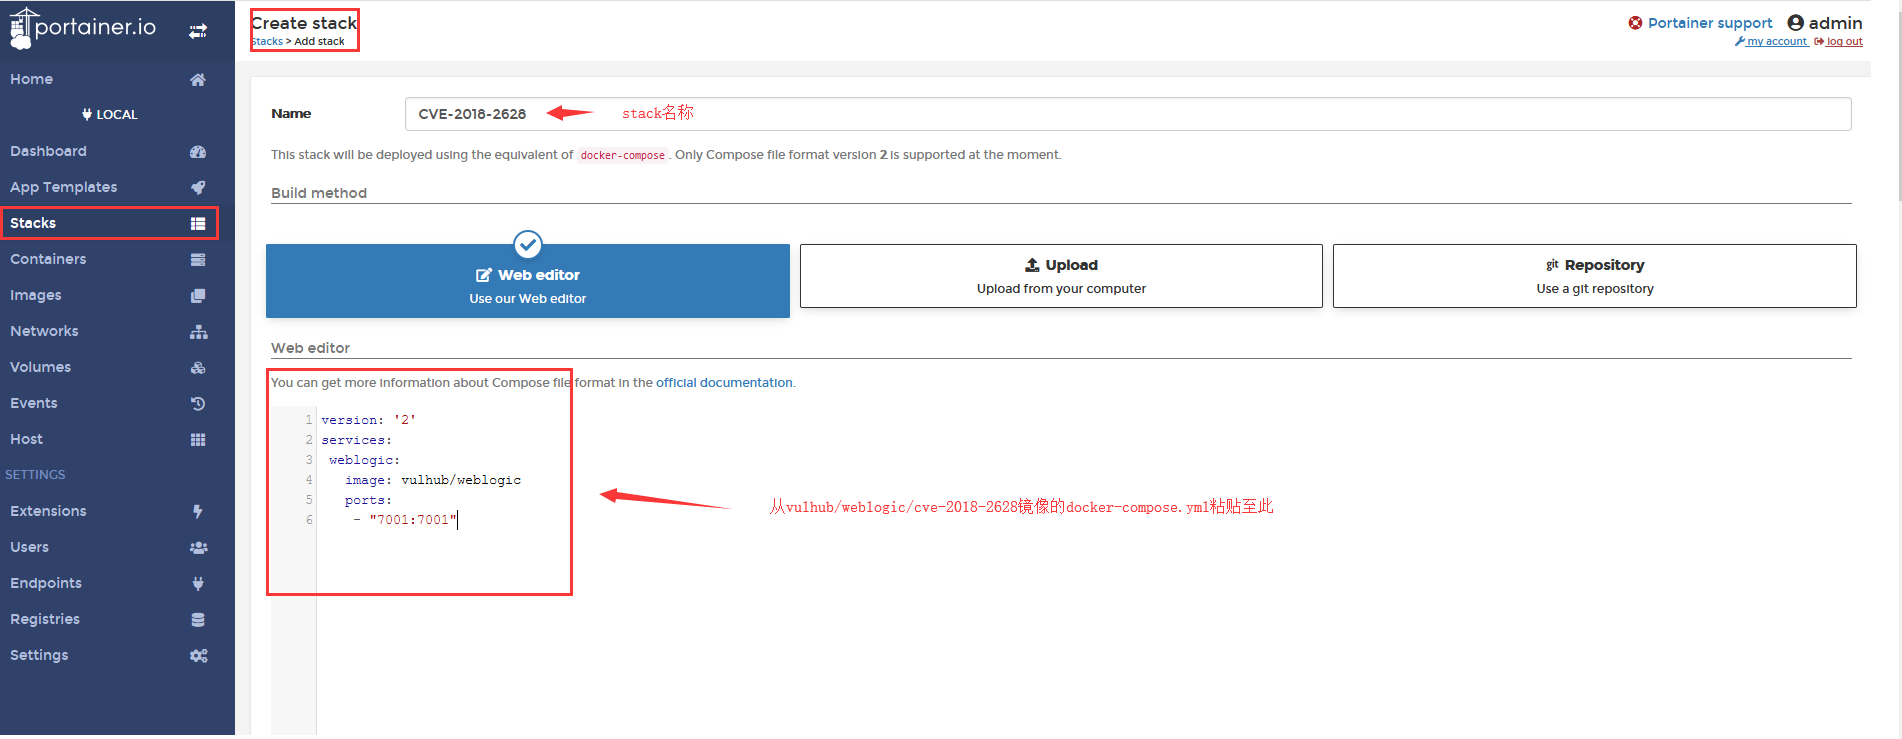 portainer.io
Home
LOCAL
Dashboard
App Templates
Stacks
Containers
Images
Networks
Volumes
Events
Host
SETTINGS
Extensions
Users
Endpoints
Registries
Settings
Create stack
Stacks > Add stack
Portainer support
admin
my account
log out
Name
CVE-2018-2628
stack名称
This stack will be deployed using the equivalent of docker-compose. Only Compose file format version 2 is supported at the moment.
Build method
Web editor
Use our Web editor
Upload
Upload from your computer
git Repository
Use a git repository
Web editor
You can get more information about Compose file format in the official documentation.
1 version: '2'
2 services:
3 weblogic:
4 image: vulhub/weblogic
5 ports:
6 - "7001:7001"
从vulhub/weblogic/cve-2018-2628镜像的docker-compose.yml粘贴至此